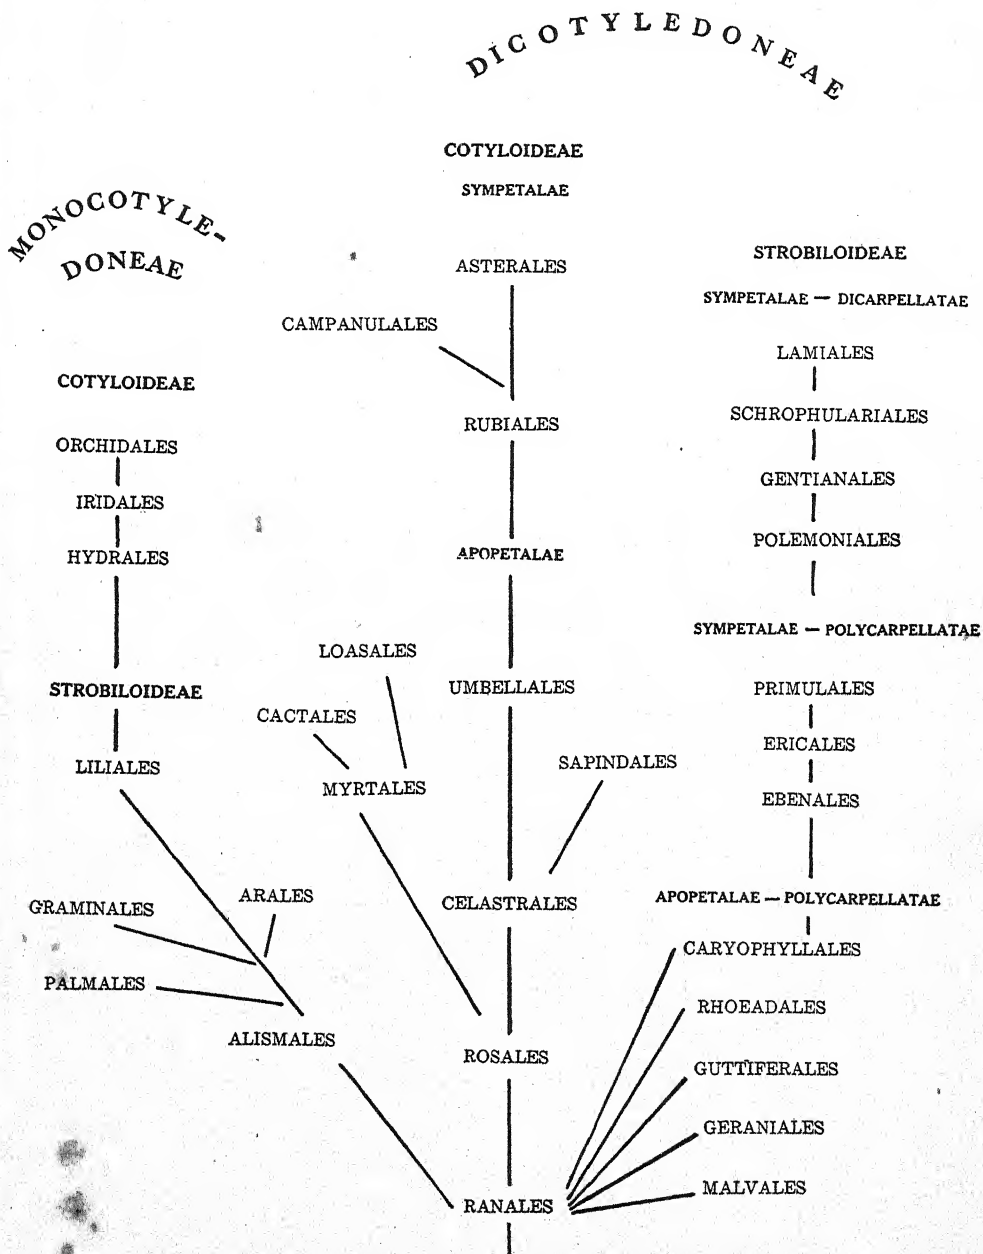 DICOTYLEDONEAE
COTYLOIDEAE
SYMPETALAE
MONOCOTYLE-
DONEAE
ASTERALES
STROBILOIDEAE
SYMPETALAE — DICARPELLATAE
CAMPANULALES
LAMIALES
COTYLOIDEAE
RUBIALES
SCHROPHULARIALES
ORCHIDALES
GENTIANALES
IRIDALES
POLEMONIALES
HYDRALES
APOPETALAE
SYMPETALAE — POLYCARPELLATAE
LOASALES
STROBILOIDEAE
UMBELLALES
PRIMULALES
CACTALES
ERICALES
LILIALES
SAPINDALES
MYRTALES
EBENALES
ARALES
GRAMINALES
CELASTRALES
APOPETALAE — POLYCARPELLATAE
CARYOPHYLLALES
PALMALES
RHOEADALES
ALISMALES
ROSALES
GUTTIFERALES
GERANIALES
MALVALES
RANALES